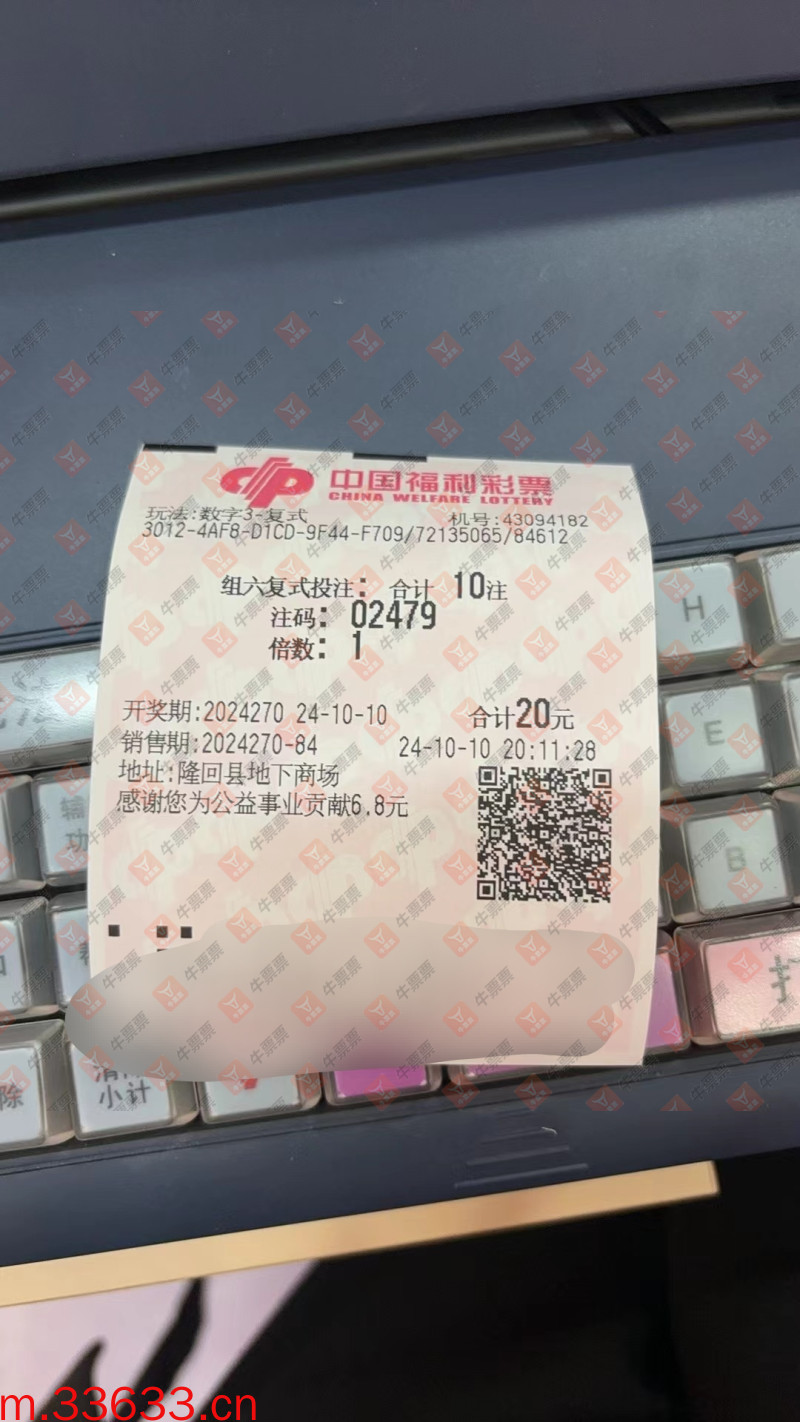 中国福利彩票
CHINA WELFARE LOTTERY
玩法:数字3-复式 机号:43094182
3012-4AF8-D1CD-9F44-F709/72135065/84612
组六复式投注: 合计 10注
注码: 02479
倍数: 1
开奖期:2024270 24-10-10 合计20元
销售期:2024270-84 24-10-10 20:11:28
地址:隆回县地下商场
感谢您为公益事业贡献6.8元
H
E
B
打
除
小计
牛票票
m.33633.cn